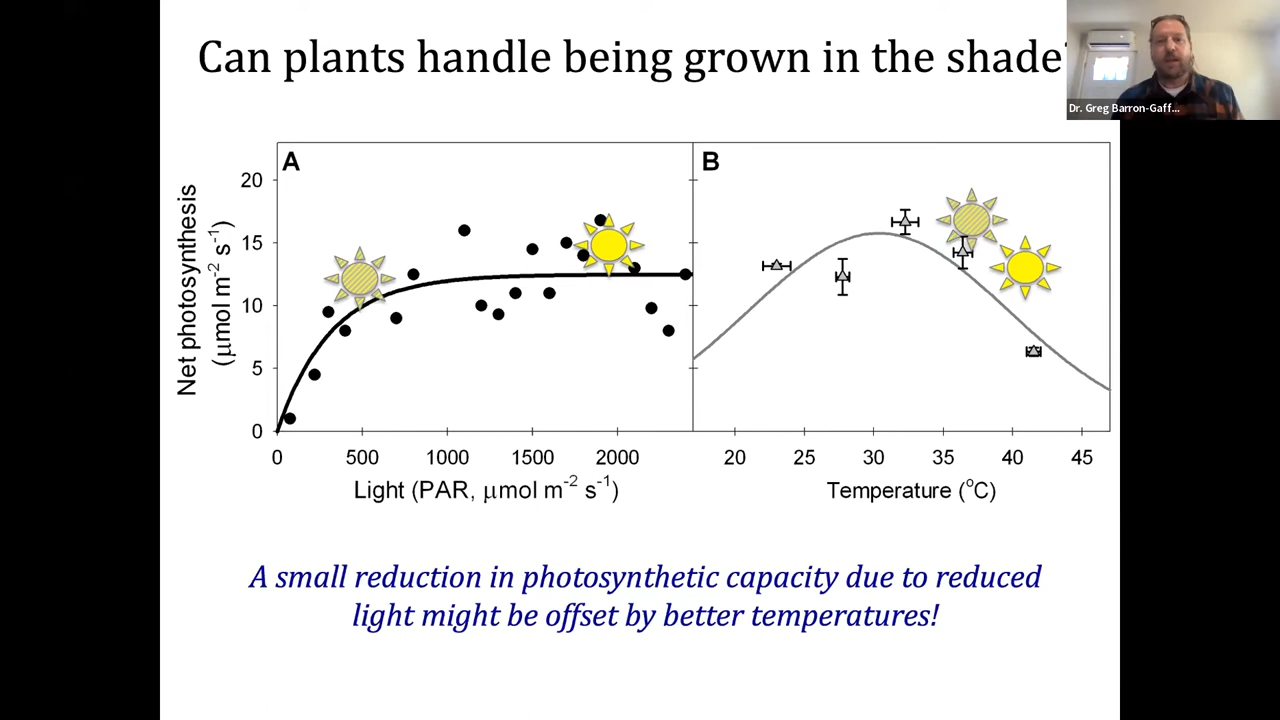 Can plants handle being grown in the shade
Dr. Greg Barron-Gaff...
A
B
Net photosynthesis
(μmol m-2 s-1)
20
15
10
5
0
0 500 1000 1500 2000
20 25 30 35 40 45
Light (PAR, μmol m-2 s-1)
Temperature (oC)
A small reduction in photosynthetic capacity due to reduced
light might be offset by better temperatures!